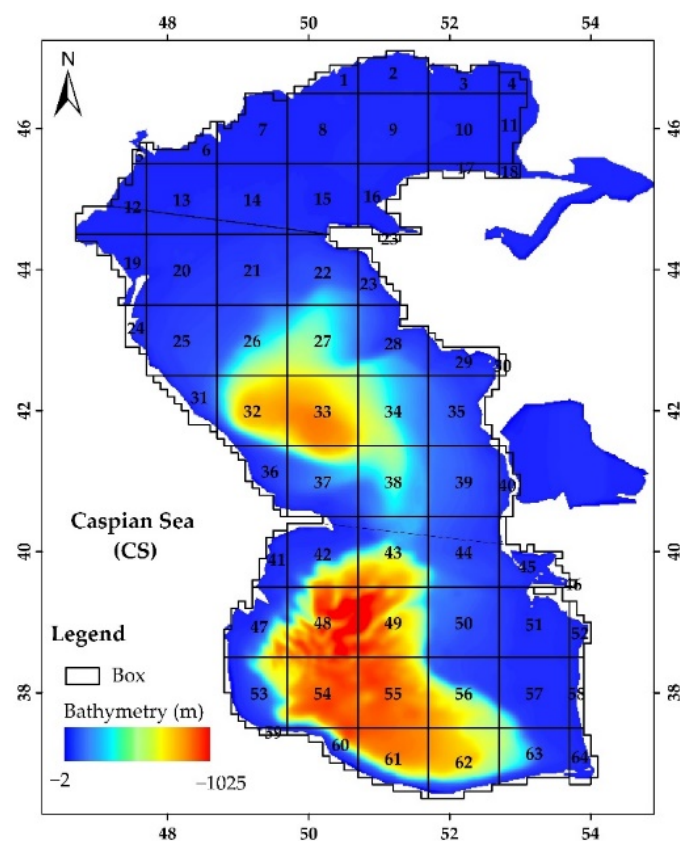 48 50 52 54
N
1 2 3 4
46 7 8 9 10 11 46
5 6 17 18
12 13 14 15 16
19 20 21 22 23 25
44 44
24 25 26 27 28 29 30
42 31 32 33 34 35 42
36 37 38 39 40
Caspian Sea
(CS)
40 41 42 43 44 45 46 40
Legend
47 48 49 50 51 52
Box
38 53 54 55 56 57 58 38
Bathymetry (m)
59 60 61 62 63 64
−2 −1025
48 50 52 54